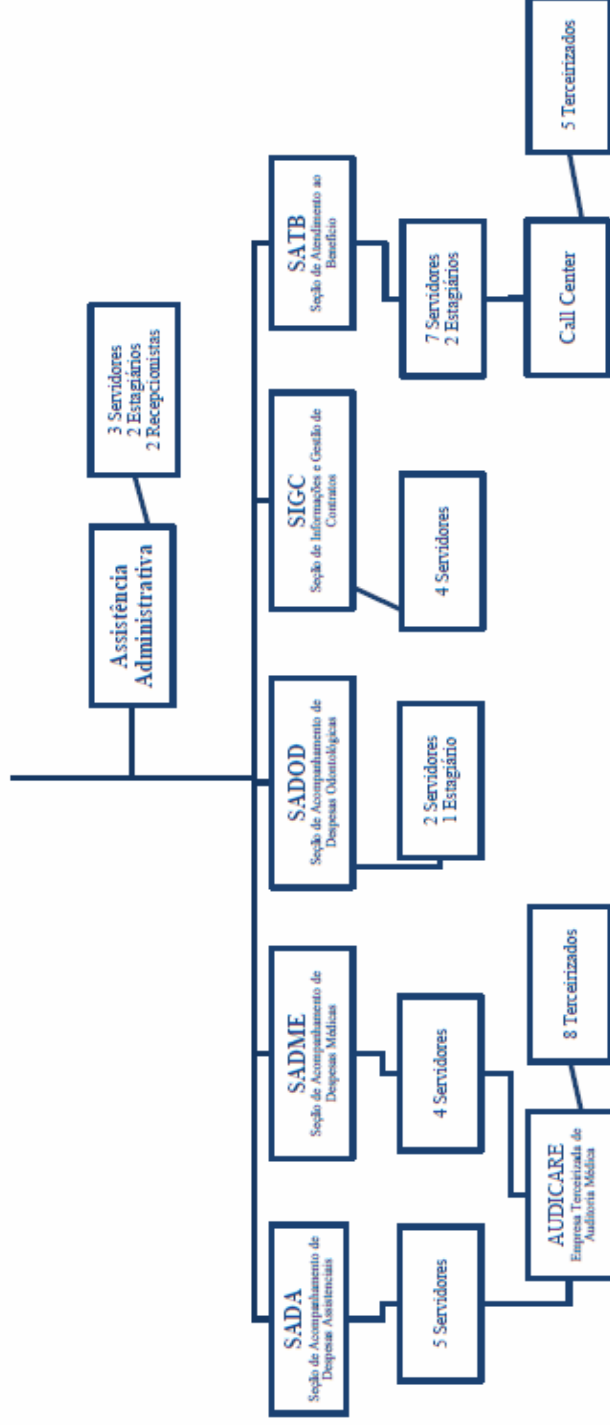 Assistência
Administrativa
3 Servidores
2 Estagiários
2 Recepcionistas
SADA
Seção de Acompanhamento de
Despesas Assistenciais
SADME
Seção de Acompanhamento de
Despesas Médicas
SADOD
Seção de Acompanhamento de
Despesas Odontológicas
SIGC
Seção de Informações e Gestão de
Contratos
SATB
Seção de Atendimento ao
Benefício
5 Servidores
4 Servidores
2 Servidores
1 Estagiário
4 Servidores
7 Servidores
2 Estagiários
AUDICARE
Empresa Terceirizada de
Auditoria Médica
8 Terceirizados
Call Center
5 Terceirizados